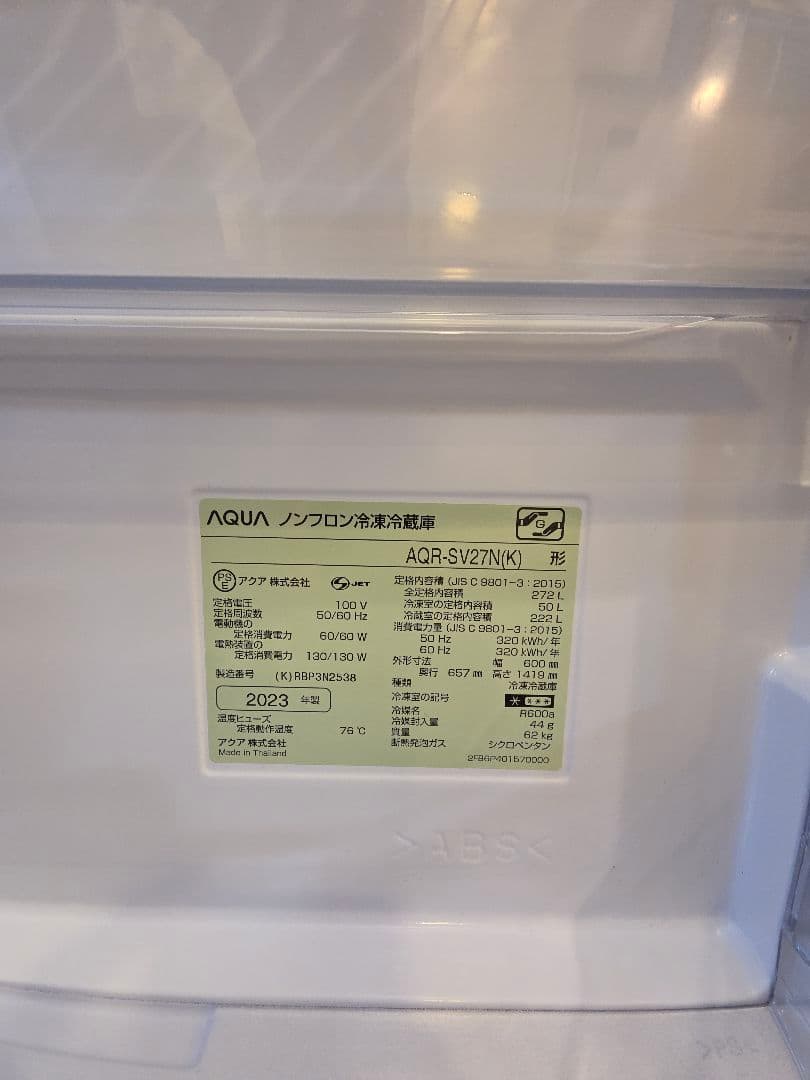 AQUA ノンフロン冷凍冷蔵庫
G
AQR-SV27N(K) 形
PSE アクア 株式会社 S JET
定格電圧 100 V
定格周波数 50/60 Hz
電動機の
定格消費電力 60/60 W
電熱装置の
定格消費電力 130/130 W
製造番号 (K)RBP3N2538
2023 年製
温度ヒューズ
定格動作温度 76 ℃
アクア 株式会社
Made in Thailand
定格内容積 (JIS C 9801-3 : 2015)
全定格内容積 272 L
冷凍室の定格内容積 50 L
冷蔵室の定格内容積 222 L
消費電力量 (JIS C 9801-3 : 2015)
50 Hz 320 kWh/ 年
60 Hz 320 kWh/ 年
外形寸法 幅 600 mm
奥行 657 mm 高さ 1419 mm
種類 冷凍冷蔵庫
冷凍室の記号 * ***
冷媒名 R600a
冷媒封入量 44 g
質量 62 kg
断熱発泡ガス シクロペンタン
>ABS<